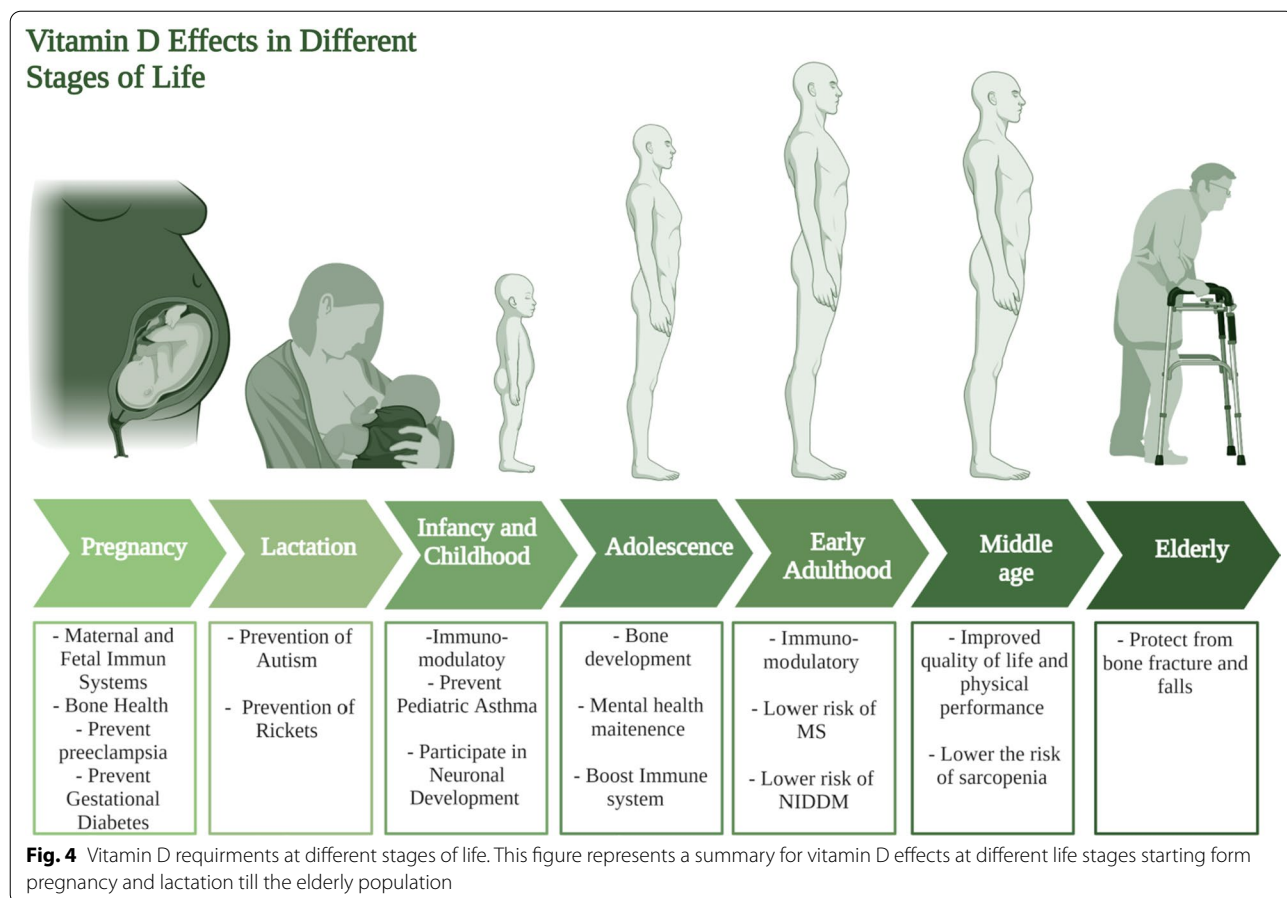 Vitamin D Effects in Different
Stages of Life
Pregnancy
Lactation
Infancy and
Childhood
Adolescence
Early
Adulthood
Middle
age
Elderly
- Maternal and
Fetal Immun
Systems
- Bone Health
- Prevent
preeclampsia
- Prevent
Gestational
Diabetes
- Prevention of
Autism
- Prevention of
Rickets
-Immuno-
modulatoy
- Prevent
Pediatric Asthma
- Participate in
Neuronal
Development
- Bone
development
- Mental health
maitenence
- Boost Immune
system
- Immuno-
modulatory
- Lower risk of
MS
- Lower risk of
NIDDM
- Improved
quality of life and
physical
performance
- Lower the risk
of sarcopenia
- Protect from
bone fracture and
falls
Fig. 4 Vitamin D requirments at different stages of life. This figure represents a summary for vitamin D effects at different life stages starting form
pregnancy and lactation till the elderly population